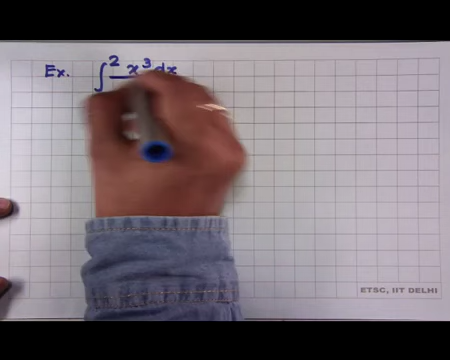 Ex. ∫ 2 x³ dx
ETSC, IIT DELHI